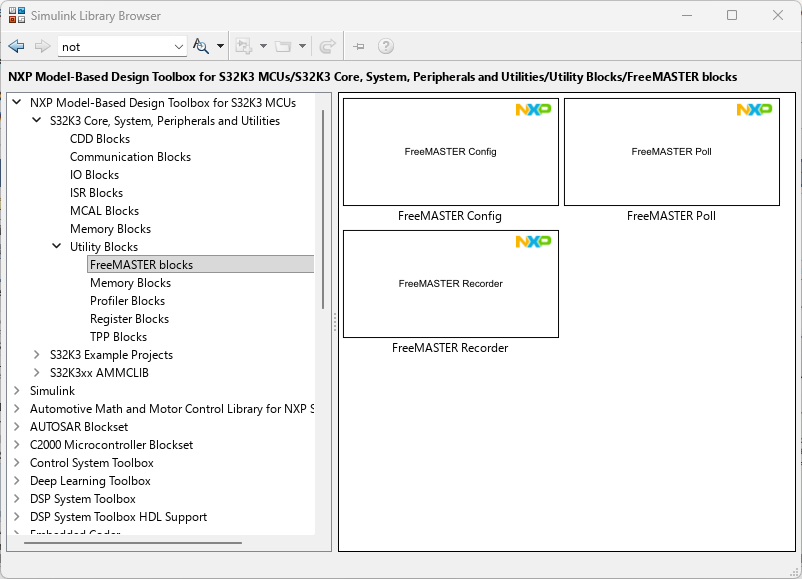 Simulink Library Browser
not
NXP Model-Based Design Toolbox for S32K3 MCUs/S32K3 Core, System, Peripherals and Utilities/Utility Blocks/FreeMASTER blocks
NXP Model-Based Design Toolbox for S32K3 MCUs
S32K3 Core, System, Peripherals and Utilities
CDD Blocks
Communication Blocks
IO Blocks
ISR Blocks
MCAL Blocks
Memory Blocks
Utility Blocks
FreeMASTER blocks
Memory Blocks
Profiler Blocks
Register Blocks
TPP Blocks
S32K3 Example Projects
S32K3xx AMMCLIB
Simulink
Automotive Math and Motor Control Library for NXP S
AUTOSAR Blockset
C2000 Microcontroller Blockset
Control System Toolbox
Deep Learning Toolbox
DSP System Toolbox
DSP System Toolbox HDL Support
Embedded Coder
NXP
FreeMASTER Config
FreeMASTER Config
NXP
FreeMASTER Poll
FreeMASTER Poll
NXP
FreeMASTER Recorder
FreeMASTER Recorder